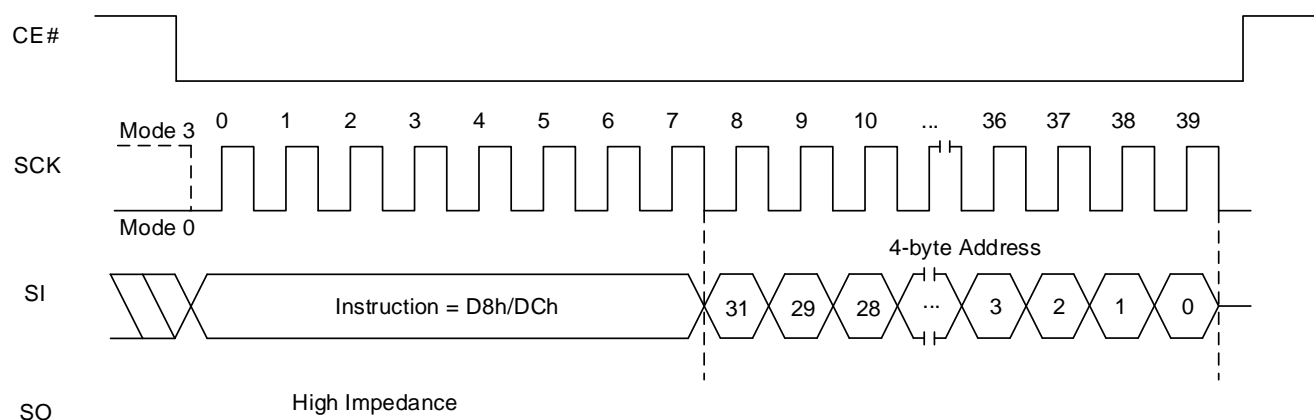 CE#
Mode 3
0 1 2 3 4 5 6 7 8 9 10 ... 36 37 38 39
SCK
Mode 0
4-byte Address
SI
Instruction = D8h/DCh
31 29 28 ... 3 2 1 0
High Impedance
SO